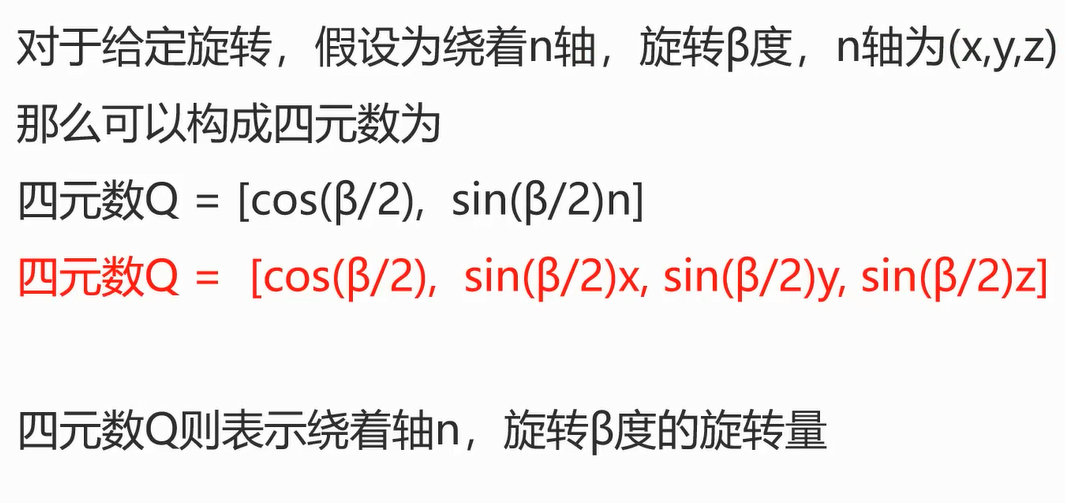 对于给定旋转，假设为绕着n轴，旋转β度，n轴为(x,y,z)
那么可以构成四元数为
四元数Q = [cos(β/2),  sin(β/2)n]
四元数Q =  [cos(β/2),  sin(β/2)x, sin(β/2)y, sin(β/2)z]
四元数Q则表示绕着轴n，旋转β度的旋转量